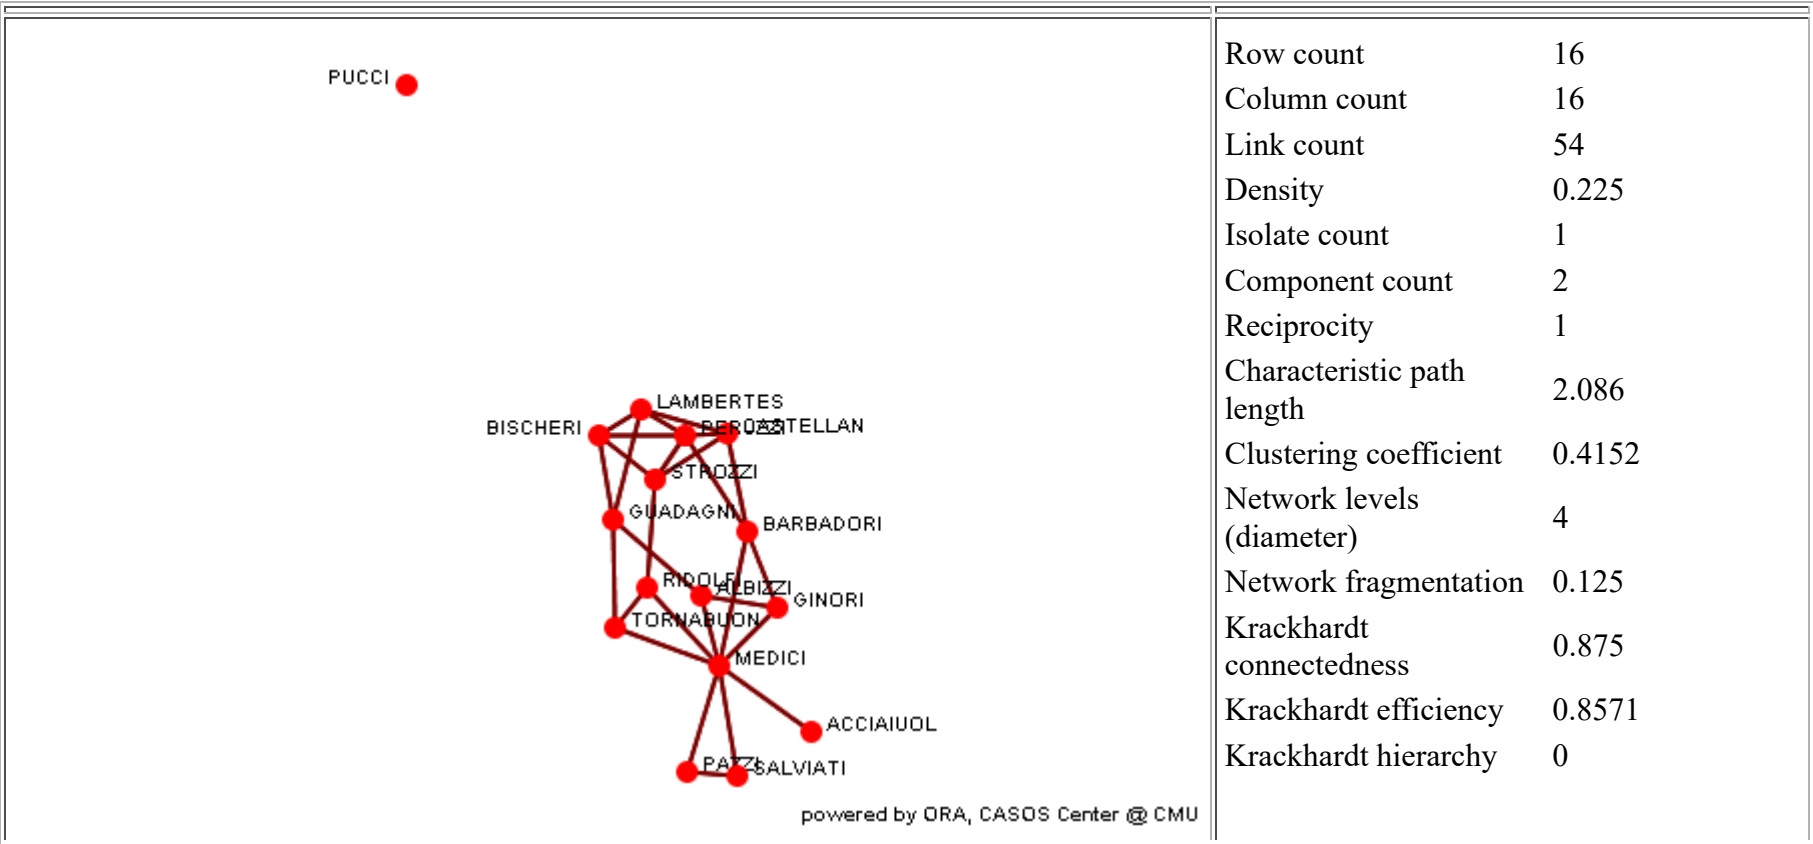 PUCCI
LAMBERTES
BISCHERI
PERUZZI
CASTELLAN
STROZZI
GUADAGNI
BARBADORI
RIDOLFI
ALBIZZI
GINORI
TORNABUON
MEDICI
ACCIAIUOL
PAZZI
SALVIATI
powered by ORA, CASOS Center @ CMU
Row count 16
Column count 16
Link count 54
Density 0.225
Isolate count 1
Component count 2
Reciprocity 1
Characteristic path
length 2.086
Clustering coefficient 0.4152
Network levels
(diameter) 4
Network fragmentation 0.125
Krackhardt
connectedness 0.875
Krackhardt efficiency 0.8571
Krackhardt hierarchy 0